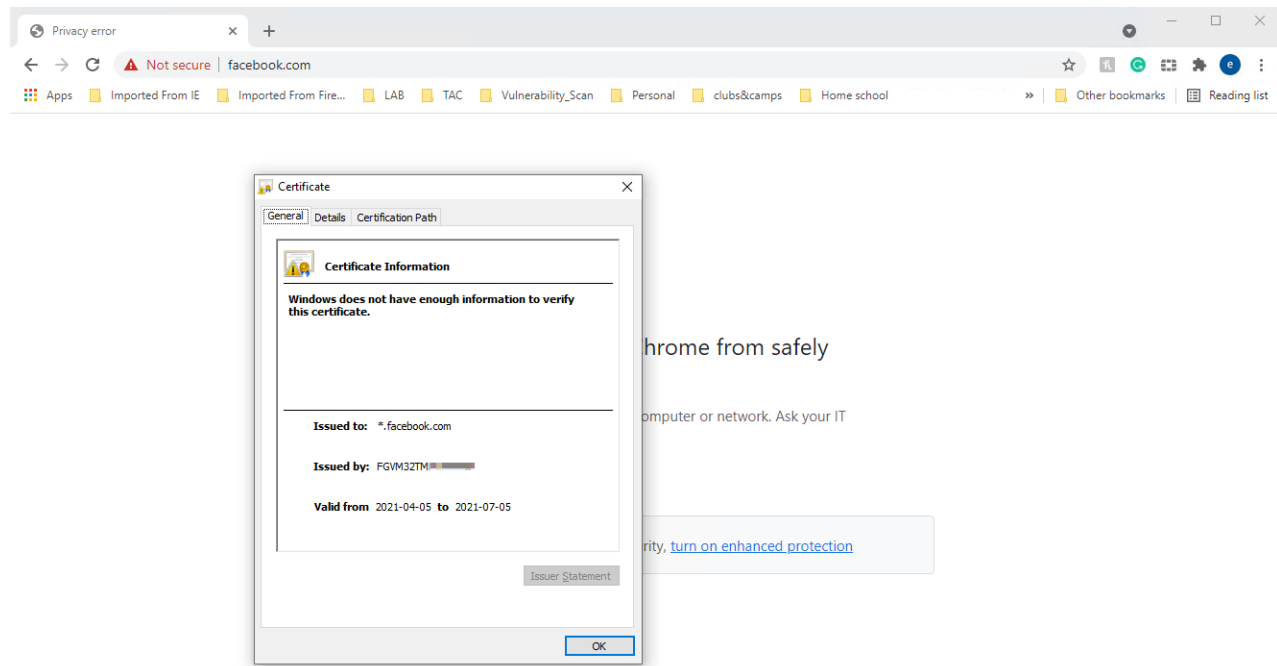 Privacy error
Not secure facebook.com
Apps Imported From IE Imported From Fire... LAB TAC Vulnerability_Scan Personal clubs&camps Home school » Other bookmarks Reading list
Certificate
General Details Certification Path
Certificate Information
Windows does not have enough information to verify
this certificate.
hrome from safely
omputer or network. Ask your IT
Issued to: *.facebook.com
Issued by: FGVM32TM
Valid from 2021-04-05 to 2021-07-05
rity, turn on enhanced protection
Issuer Statement
OK
e